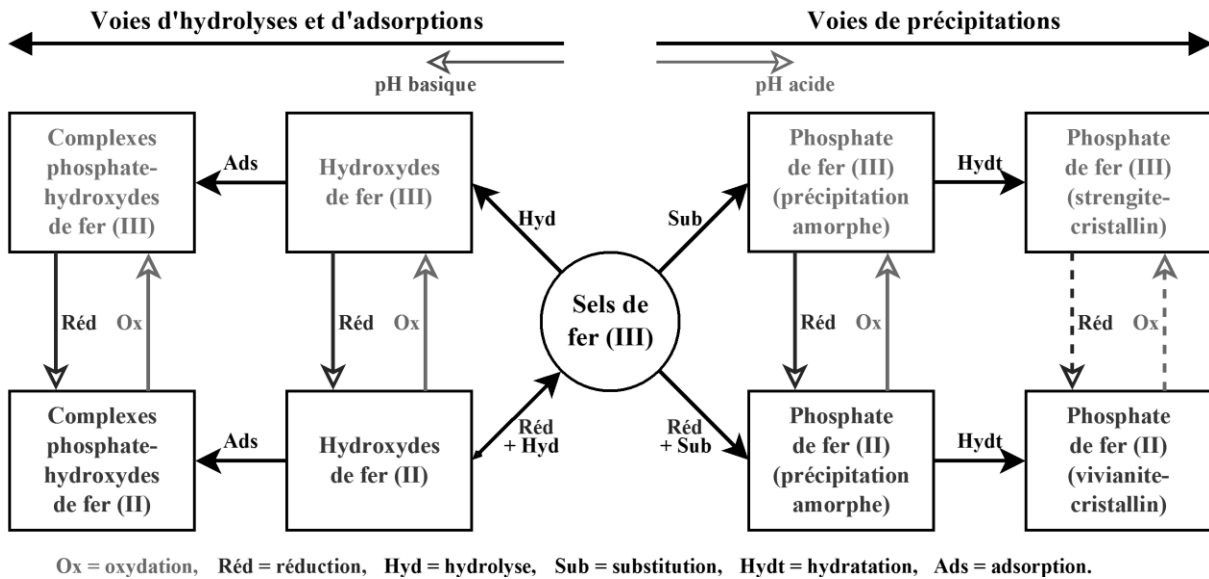 Voies d'hydrolyses et d'adsorptions
Voies de précipitations
pH basique
pH acide
Complexes
phosphate-
hydroxydes
de fer (III)
Ads
Hydroxydes
de fer (III)
Hyd
Sub
Phosphate
de fer (III)
(précipitation
amorphe)
Hydt
Phosphate
de fer (III)
(strengite-
cristallin)
Réd
Ox
Réd
Ox
Sels de
fer (III)
Réd
Ox
Réd
Ox
Complexes
phosphate-
hydroxydes
de fer (II)
Ads
Hydroxydes
de fer (II)
Réd
+ Hyd
Réd
+ Sub
Phosphate
de fer (II)
(précipitation
amorphe)
Hydt
Phosphate
de fer (II)
(vivianite-
cristallin)
Ox = oxydation, Réd = réduction, Hyd = hydrolyse, Sub = substitution, Hydt = hydratation, Ads = adsorption.